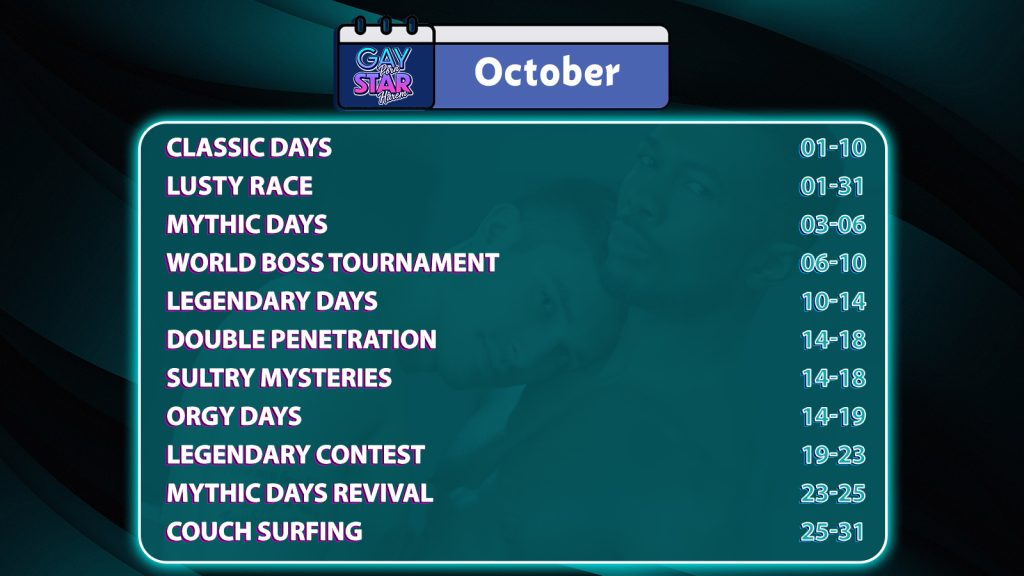 GAY
Porn
STAR
Harem
October
CLASSIC DAYS 01-10
LUSTY RACE 01-31
MYTHIC DAYS 03-06
WORLD BOSS TOURNAMENT 06-10
LEGENDARY DAYS 10-14
DOUBLE PENETRATION 14-18
SULTRY MYSTERIES 14-18
ORGY DAYS 14-19
LEGENDARY CONTEST 19-23
MYTHIC DAYS REVIVAL 23-25
COUCH SURFING 25-31